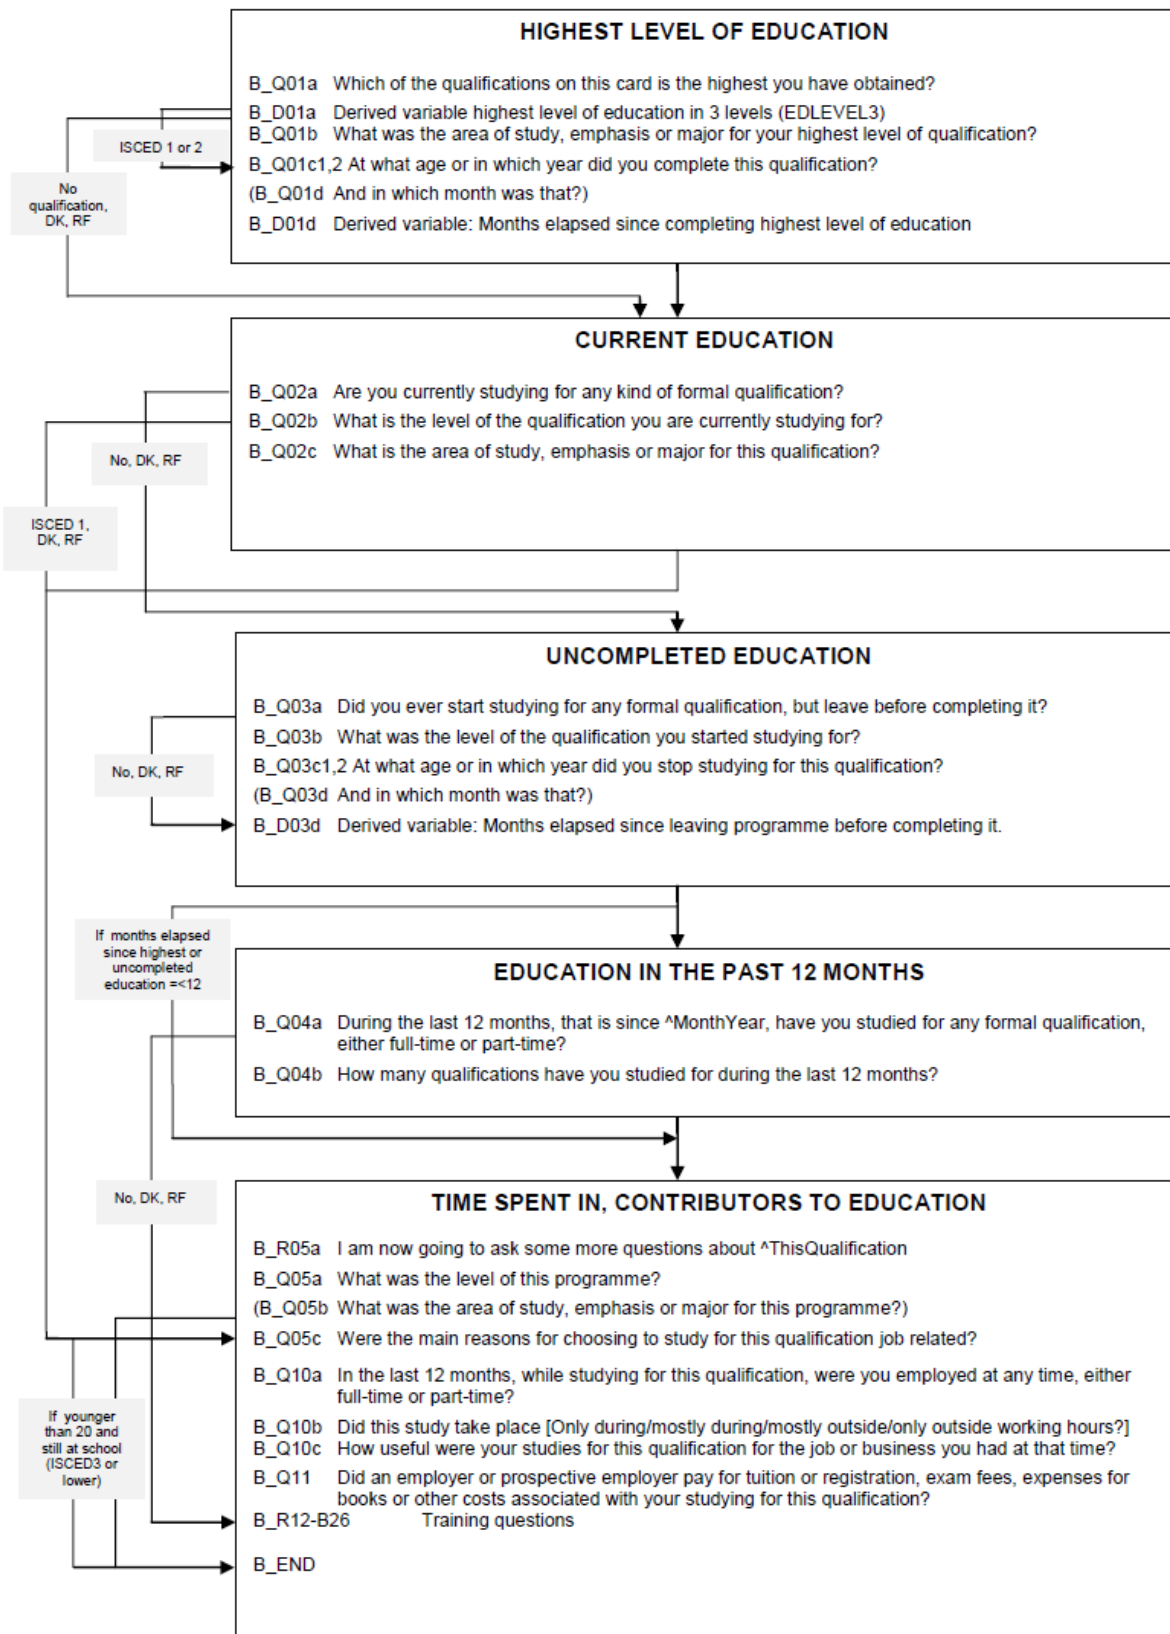 HIGHEST LEVEL OF EDUCATION
B_Q01a Which of the qualifications on this card is the highest you have obtained?
B_D01a Derived variable highest level of education in 3 levels (EDLEVEL3)
B_Q01b What was the area of study, emphasis or major for your highest level of qualification?
ISCED 1 or 2
B_Q01c1,2 At what age or in which year did you complete this qualification?
No
qualification,
DK, RF
(B_Q01d And in which month was that?)
B_D01d Derived variable: Months elapsed since completing highest level of education
CURRENT EDUCATION
B_Q02a Are you currently studying for any kind of formal qualification?
B_Q02b What is the level of the qualification you are currently studying for?
B_Q02c What is the area of study, emphasis or major for this qualification?
No, DK, RF
ISCED 1,
DK, RF
UNCOMPLETED EDUCATION
B_Q03a Did you ever start studying for any formal qualification, but leave before completing it?
B_Q03b What was the level of the qualification you started studying for?
B_Q03c1,2 At what age or in which year did you stop studying for this qualification?
No, DK, RF
(B_Q03d And in which month was that?)
B_D03d Derived variable: Months elapsed since leaving programme before completing it.
If months elapsed
since highest or
uncompleted
education =<12
EDUCATION IN THE PAST 12 MONTHS
B_Q04a During the last 12 months, that is since ^MonthYear, have you studied for any formal qualification,
either full-time or part-time?
B_Q04b How many qualifications have you studied for during the last 12 months?
No, DK, RF
TIME SPENT IN, CONTRIBUTORS TO EDUCATION
B_R05a I am now going to ask some more questions about ^ThisQualification
B_Q05a What was the level of this programme?
(B_Q05b What was the area of study, emphasis or major for this programme?)
B_Q05c Were the main reasons for choosing to study for this qualification job related?
B_Q10a In the last 12 months, while studying for this qualification, were you employed at any time, either
full-time or part-time?
If younger
than 20 and
still at school
(ISCED3 or
lower)
B_Q10b Did this study take place [Only during/mostly during/mostly outside/only outside working hours?]
B_Q10c How useful were your studies for this qualification for the job or business you had at that time?
B_Q11 Did an employer or prospective employer pay for tuition or registration, exam fees, expenses for
books or other costs associated with your studying for this qualification?
B_R12-B26 Training questions
B_END